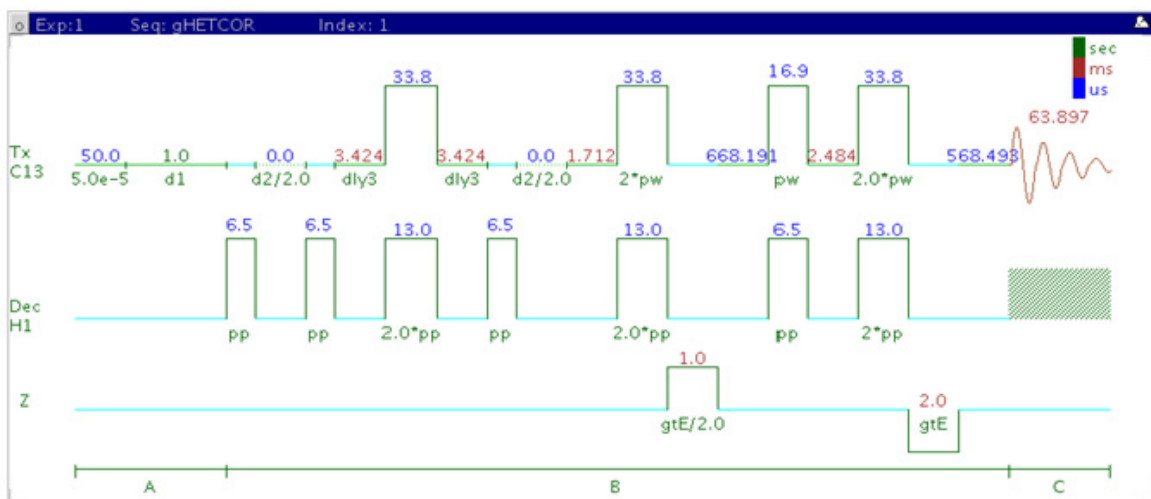 o Exp:1 Seq: gHETCOR Index: 1
sec
ms
us
33.8 33.8 16.9 33.8 63.897
Tx
C13
50.0 1.0 0.0 3.424 3.424 0.0 1.712 668.191 2.484 568.493
5.0e-5 d1 d2/2.0 dly3 dly3 d2/2.0 2*pw pw 2.0*pw
6.5 6.5 13.0 6.5 13.0 6.5 13.0
Dec
H1
pp pp 2.0*pp pp 2.0*pp pp 2*pp
1.0
Z
gtE/2.0
2.0
gtE
A B C